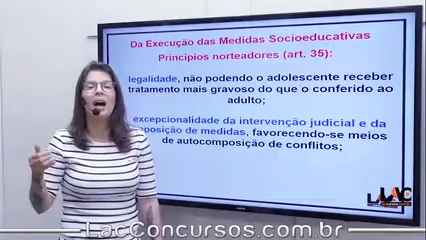 Da Execução das Medidas Socioeducativas
Princípios norteadores (art. 35):
legalidade, não podendo o adolescente receber
tratamento mais gravoso do que o conferido ao
adulto;
excepcionalidade da intervenção judicial e da
imposição de medidas, favorecendo-se meios
de autocomposição de conflitos;
LAC
LAC
LacConcursos.com.br